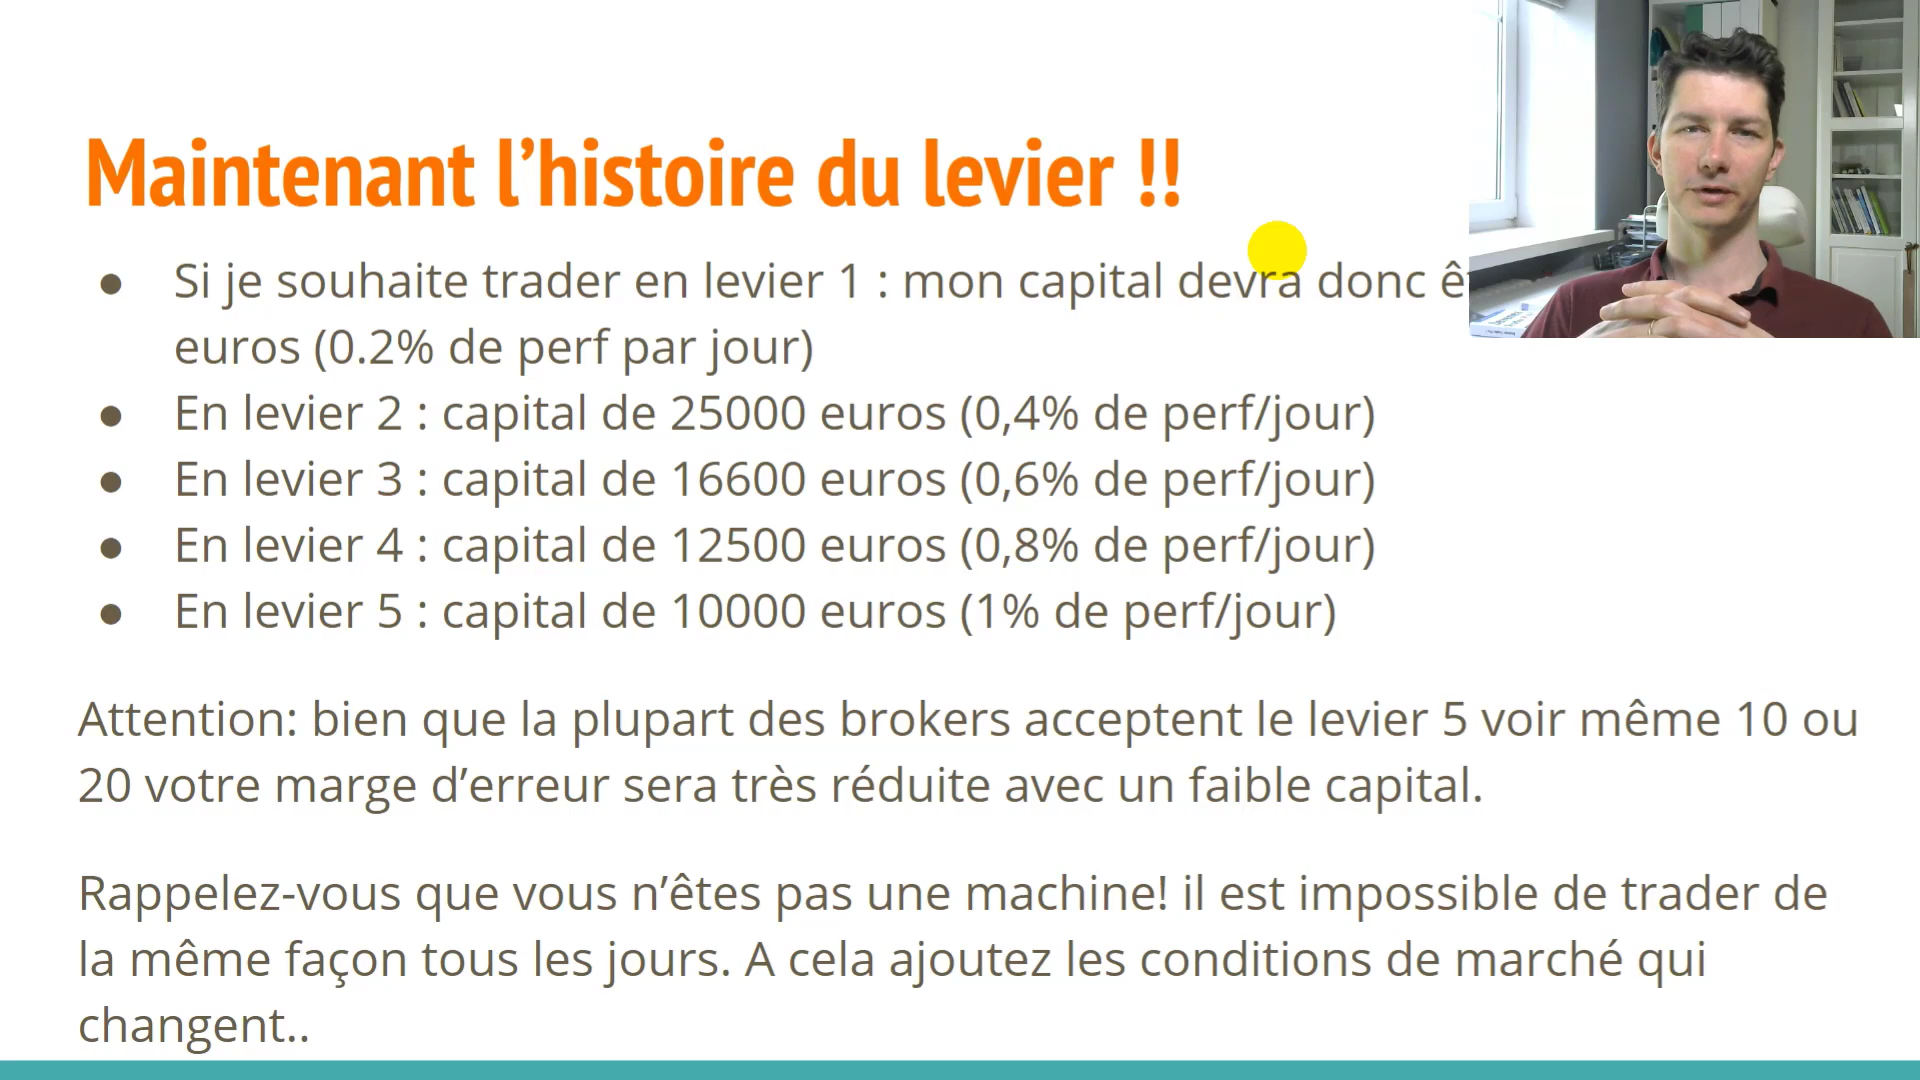 Maintenant l’histoire du levier !!
● Si je souhaite trader en levier 1 : mon capital devra donc
euros (0.2% de perf par jour)
● En levier 2 : capital de 25000 euros (0,4% de perf/jour)
● En levier 3 : capital de 16600 euros (0,6% de perf/jour)
● En levier 4 : capital de 12500 euros (0,8% de perf/jour)
● En levier 5 : capital de 10000 euros (1% de perf/jour)
Attention: bien que la plupart des brokers acceptent le levier 5 voir même 10 ou
20 votre marge d’erreur sera très réduite avec un faible capital.
Rappelez-vous que vous n’êtes pas une machine! il est impossible de trader de
la même façon tous les jours. A cela ajoutez les conditions de marché qui
changent..